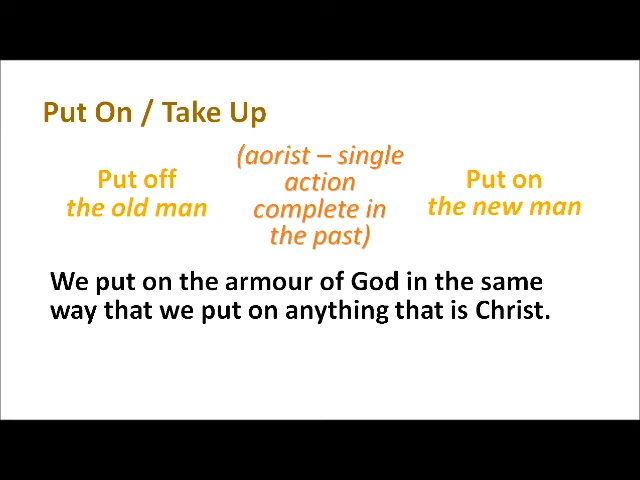 Put On / Take Up
Put off
the old man
(aorist – single
action
complete in
the past)
Put on
the new man
We put on the armour of God in the same
way that we put on anything that is Christ.